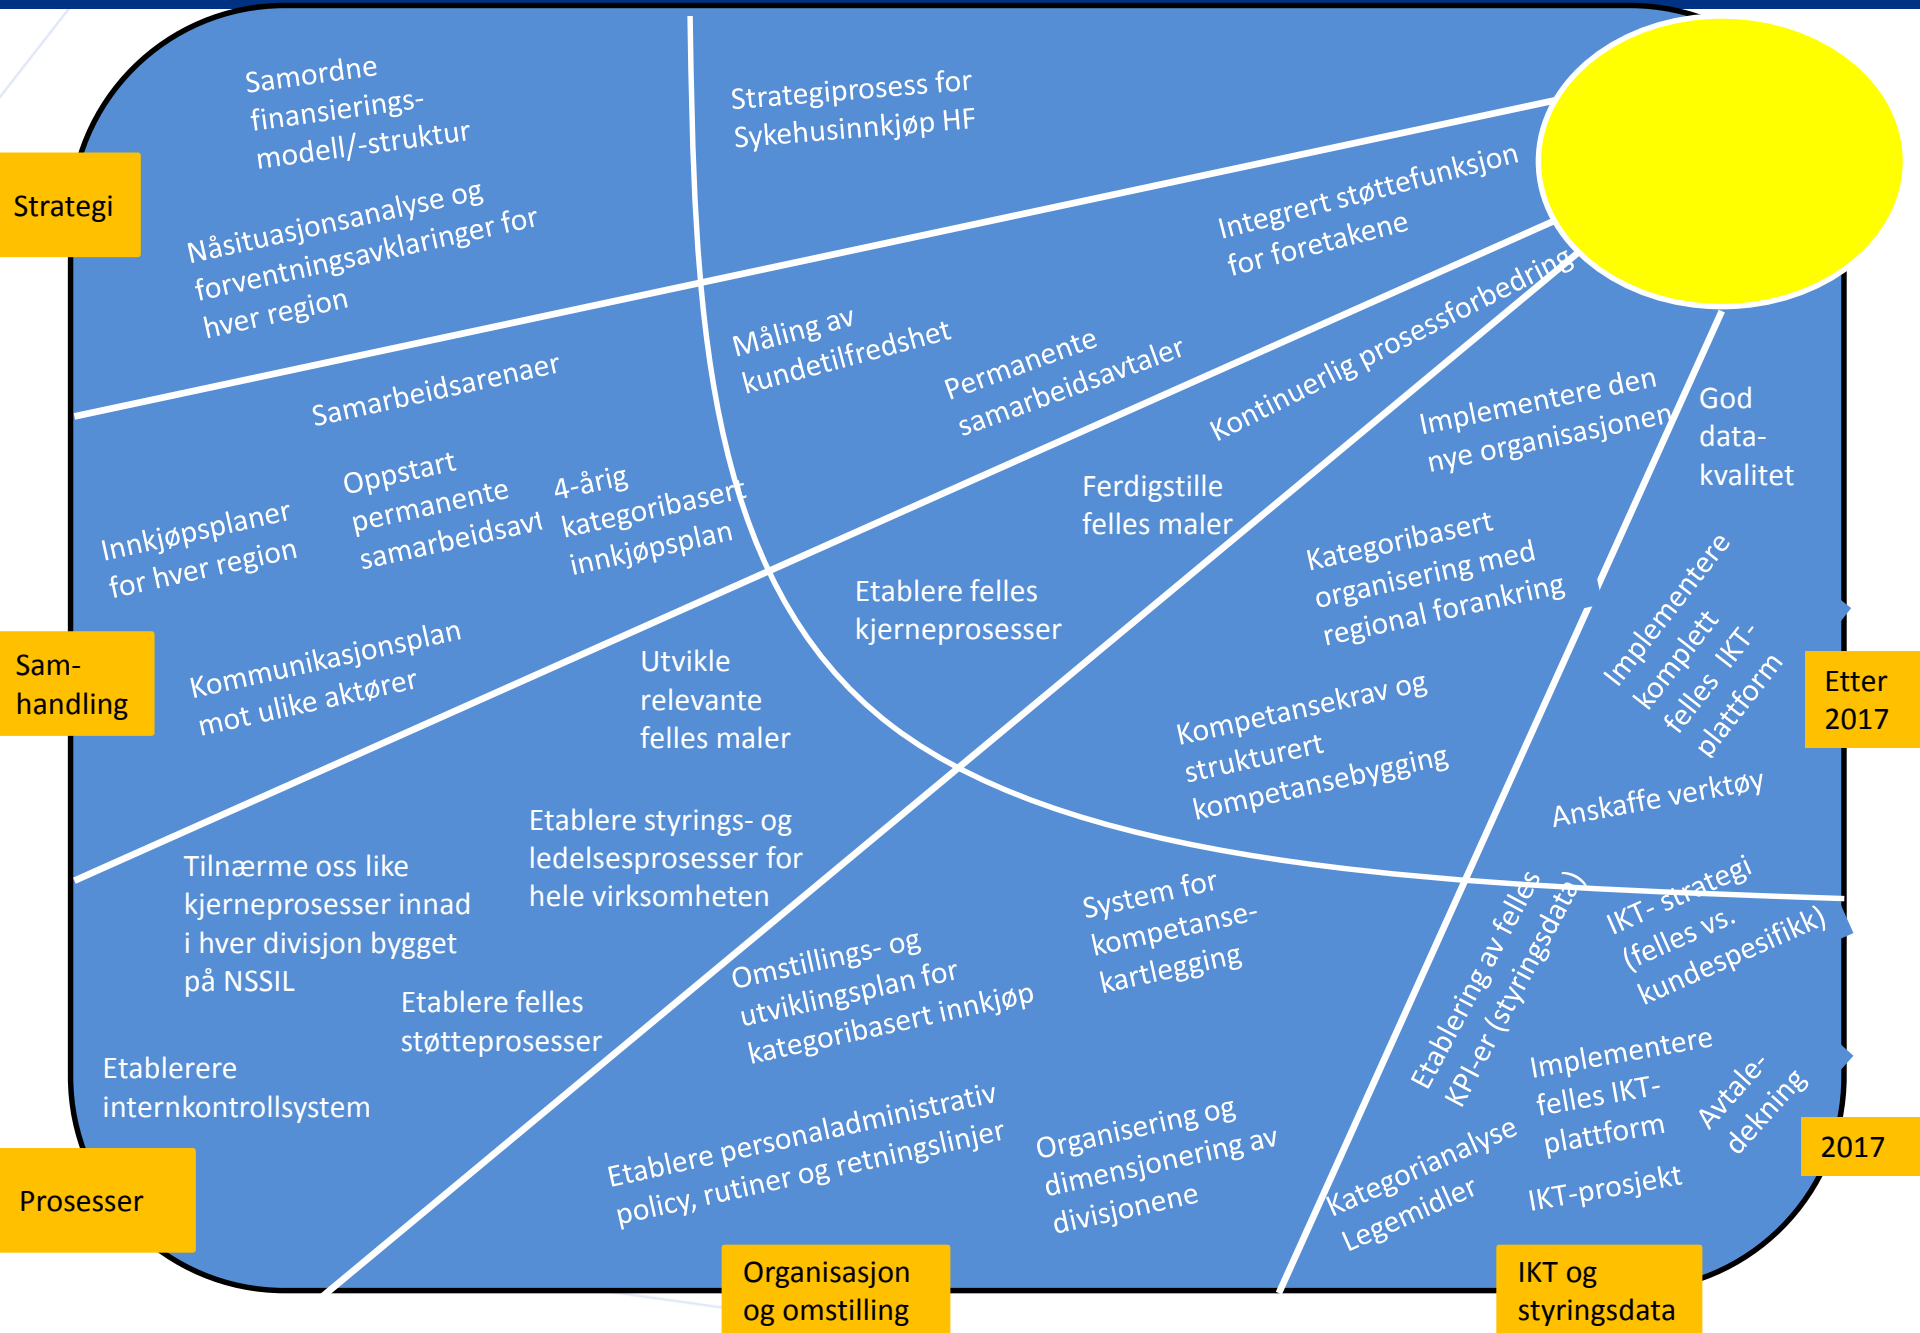 Samordne
finansierings-
modell/-struktur
Strategiprosess for
Sykehusinnkjøp HF
Strategi
Nåsituasjonsanalyse og
forventningsavklaringer for
hver region
Integrert støttefunksjon
for foretakene
Måling av
kundetilfredshet
Permanente
samarbeidsavtaler
Samarbeidsarenaer
Oppstart
permanente
samarbeidsavt
4-årig
kategoribasert
innkjøpsplan
Innkjøpsplaner
for hver region
Sam-
handling
Kommunikasjonsplan
mot ulike aktører
Kontinuerlig prosessforbedring
Ferdigstille
felles maler
Etablere felles
kjerneprosesser
Utvikle
relevante
felles maler
Etablere styrings- og
ledelsesprosesser for
hele virksomheten
Tilnærme oss like
kjerneprosesser innad
i hver divisjon bygget
på NSSIL
Etablere felles
støtteprosesser
Etablerere
internkontrollsystem
Prosesser
Implementere den
nye organisasjonen
Kategoribasert
organisering med
regional forankring
Kompetansekrav og
strukturert
kompetansebygging
System for
kompetanse-
kartlegging
Omstillings- og
utviklingsplan for
kategoribasert innkjøp
Etablere personaladministrativ
policy, rutiner og retningslinjer
Organisering og
dimensjonering av
divisjonene
Organisasjon
og omstilling
God
data-
kvalitet
Implementere
komplett
felles IKT-
plattform
Etter
2017
Anskaffe verktøy
IKT- strategi
(felles vs.
kundespesifikk)
Etablering av felles
KPI-er (styringsdata)
Implementere
felles IKT-
plattform
Avtale-
dekning
2017
Kategorianalyse
Legemidler
IKT-prosjekt
IKT og
styringsdata